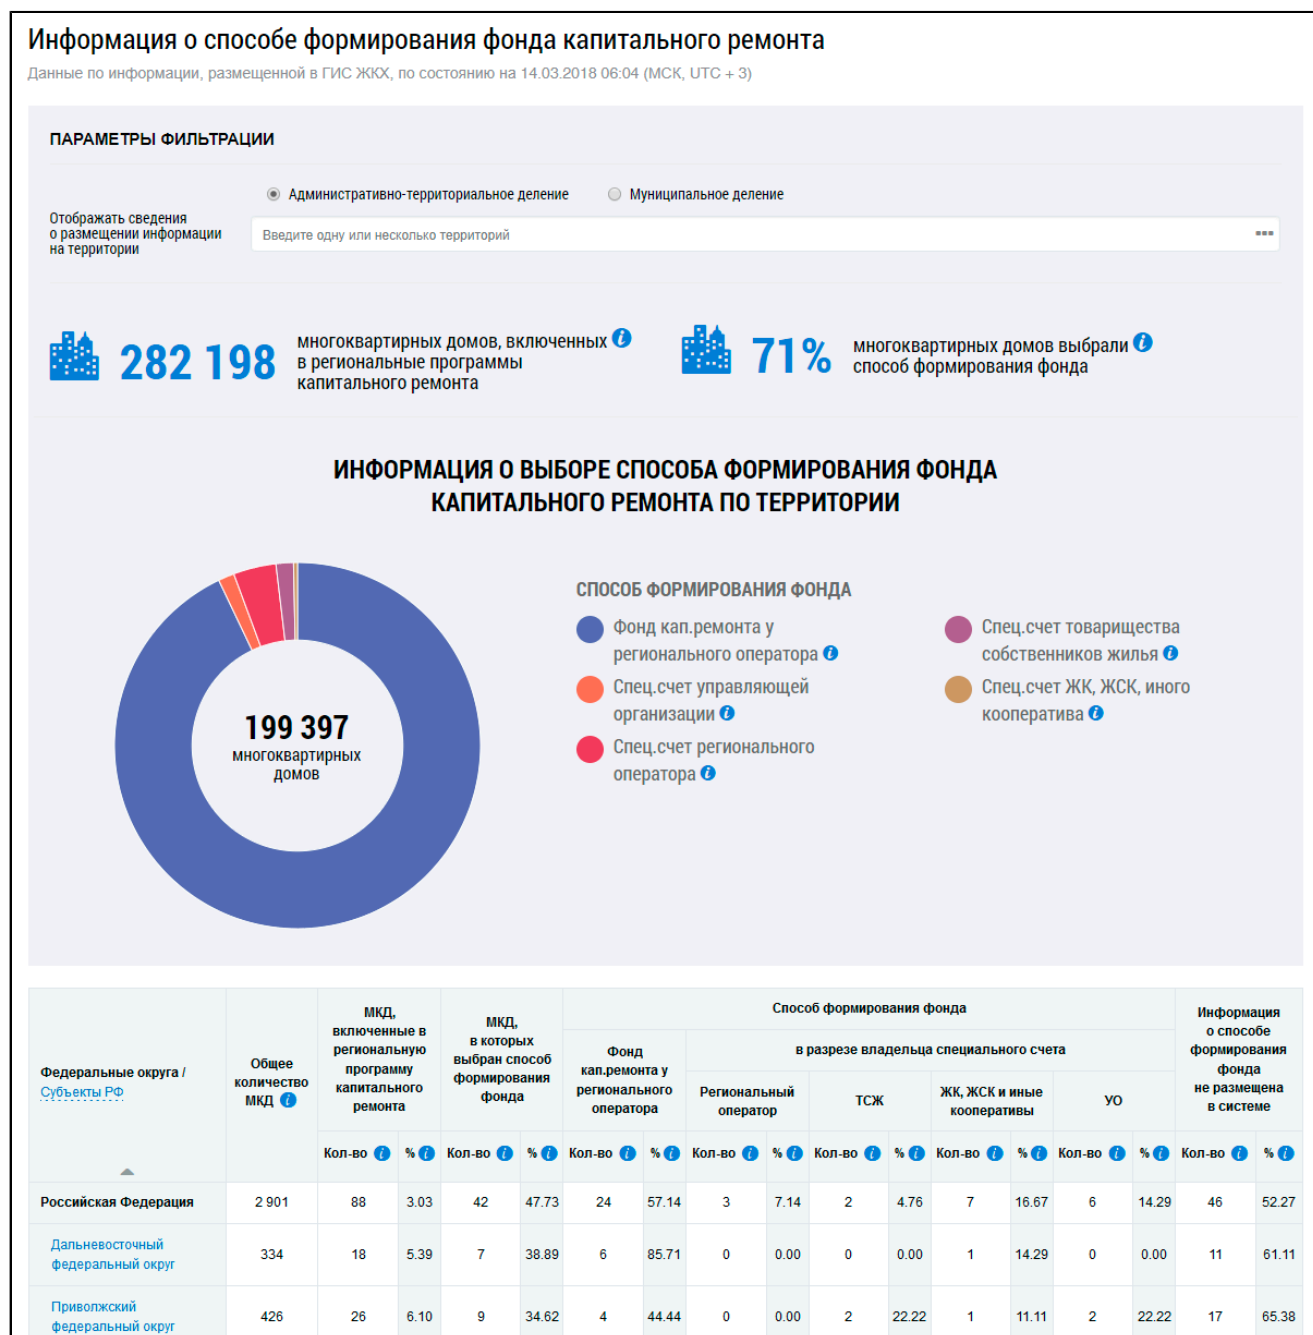 Информация о способе формирования фонда капитального ремонта
Данные по информации, размещенной в ГИС ЖКХ, по состоянию на 14.03.2018 06:04 (МСК, UTC + 3)
ПАРАМЕТРЫ ФИЛЬТРАЦИИ
Административно-территориальное деление Муниципальное деление
Отображать сведения
о размещении информации
на территории
Введите одну или несколько территорий
282 198
многоквартирных домов, включенных
в региональные программы
капитального ремонта
71%
многоквартирных домов выбрали
способ формирования фонда
ИНФОРМАЦИЯ О ВЫБОРЕ СПОСОБА ФОРМИРОВАНИЯ ФОНДА
КАПИТАЛЬНОГО РЕМОНТА ПО ТЕРРИТОРИИ
199 397
многоквартирных
домов
СПОСОБ ФОРМИРОВАНИЯ ФОНДА
Фонд кап.ремонта у
регионального оператора
Спец.счет управляющей
организации
Спец.счет регионального
оператора
Спец.счет товарищества
собственников жилья
Спец.счет ЖК, ЖСК, иного
кооператива
Федеральные округа /
Субъекты РФ
Общее
количество
МКД
МКД,
включенные в
региональную
программу
капитального
ремонта
МКД,
в которых
выбран способ
формирования
фонда
Способ формирования фонда
Фонд
кап.ремонта у
регионального
оператора
в разрезе владельца специального счета
Региональный
оператор
ТСЖ
ЖК, ЖСК и иные
кооперативы
УО
Информация
о способе
формирования
фонда
не размещена
в системе
Кол-во % Кол-во % Кол-во % Кол-во % Кол-во % Кол-во % Кол-во % Кол-во %
Российская Федерация 2 901 88 3.03 42 47.73 24 57.14 3 7.14 2 4.76 7 16.67 6 14.29 46 52.27
Дальневосточный
федеральный округ
334 18 5.39 7 38.89 6 85.71 0 0.00 0 0.00 1 14.29 0 0.00 11 61.11
Приволжский
федеральный округ
426 26 6.10 9 34.62 4 44.44 0 0.00 2 22.22 1 11.11 2 22.22 17 65.38